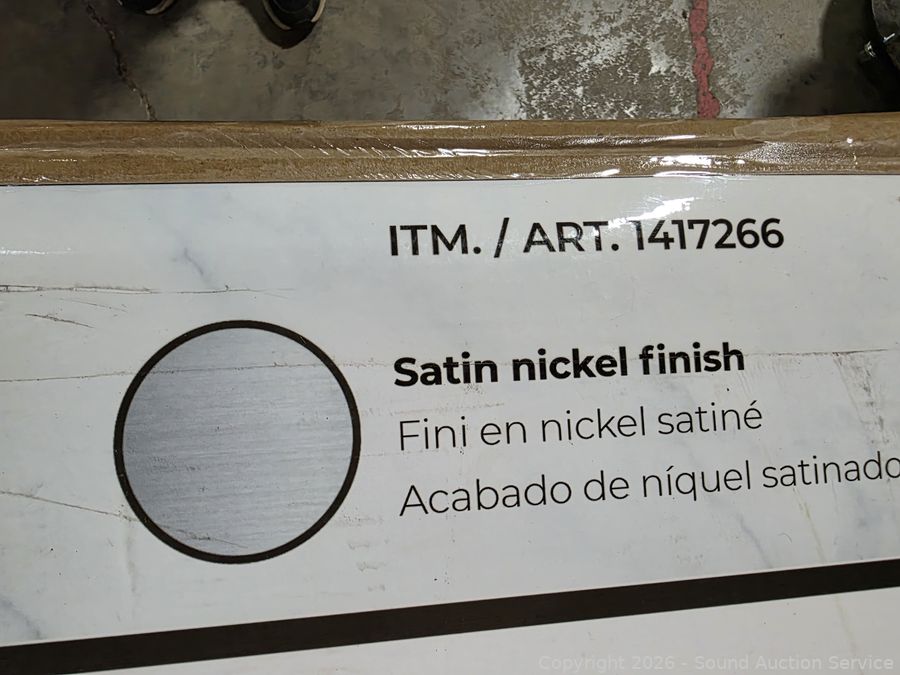 ITM. / ART. 1417266
Satin nickel finish
Fini en nickel satiné
Acabado de níquel satinado
Copyright 2026 - Sound Auction Service